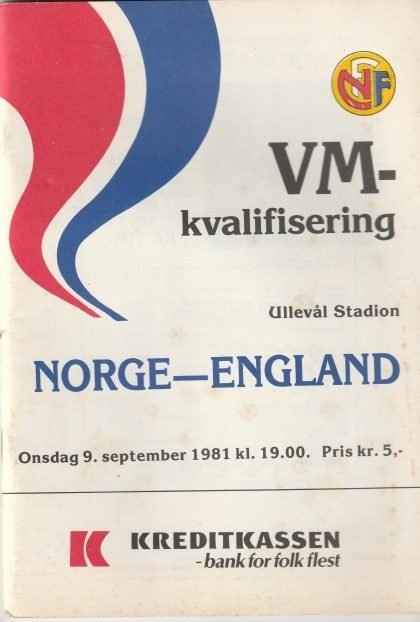 NFF
VM-
kvalifisering
Ullevål Stadion
NORGE—ENGLAND
Onsdag 9. september 1981 kl. 19.00. Pris kr. 5,-
K KREDITKASSEN
- bank for folk flest